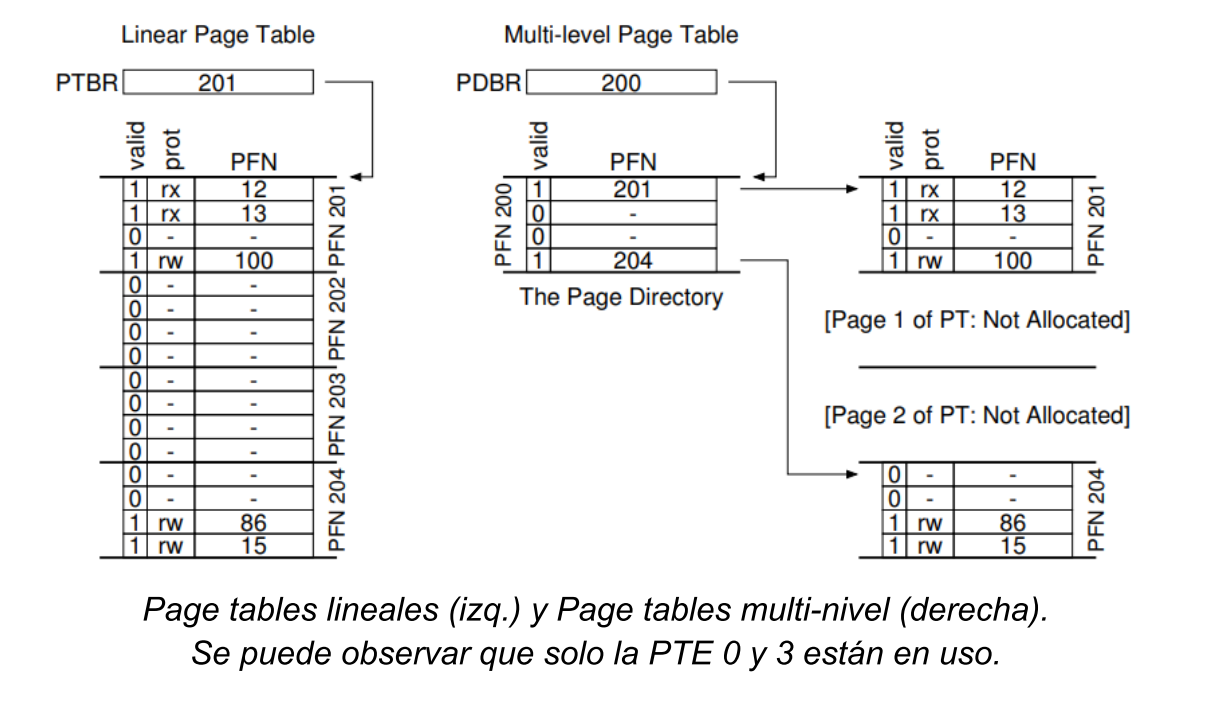 Linear Page Table
PTBR 201
valid prot PFN
1 rx 12
1 rx 13
0 - -
1 rw 100
PFN 201
0 - -
0 - -
0 - -
0 - -
PFN 202
0 - -
0 - -
0 - -
0 - -
PFN 203
0 - -
0 - -
1 rw 86
1 rw 15
PFN 204
Multi-level Page Table
PDBR 200
valid PFN
PFN 200
1 201
0 -
0 -
1 204
The Page Directory
valid prot PFN
1 rx 12
1 rx 13
0 - -
1 rw 100
PFN 201
[Page 1 of PT: Not Allocated]
[Page 2 of PT: Not Allocated]
0 - -
0 - -
1 rw 86
1 rw 15
PFN 204
Page tables lineales (izq.) y Page tables multi-nivel (derecha).
Se puede observar que solo la PTE 0 y 3 están en uso.